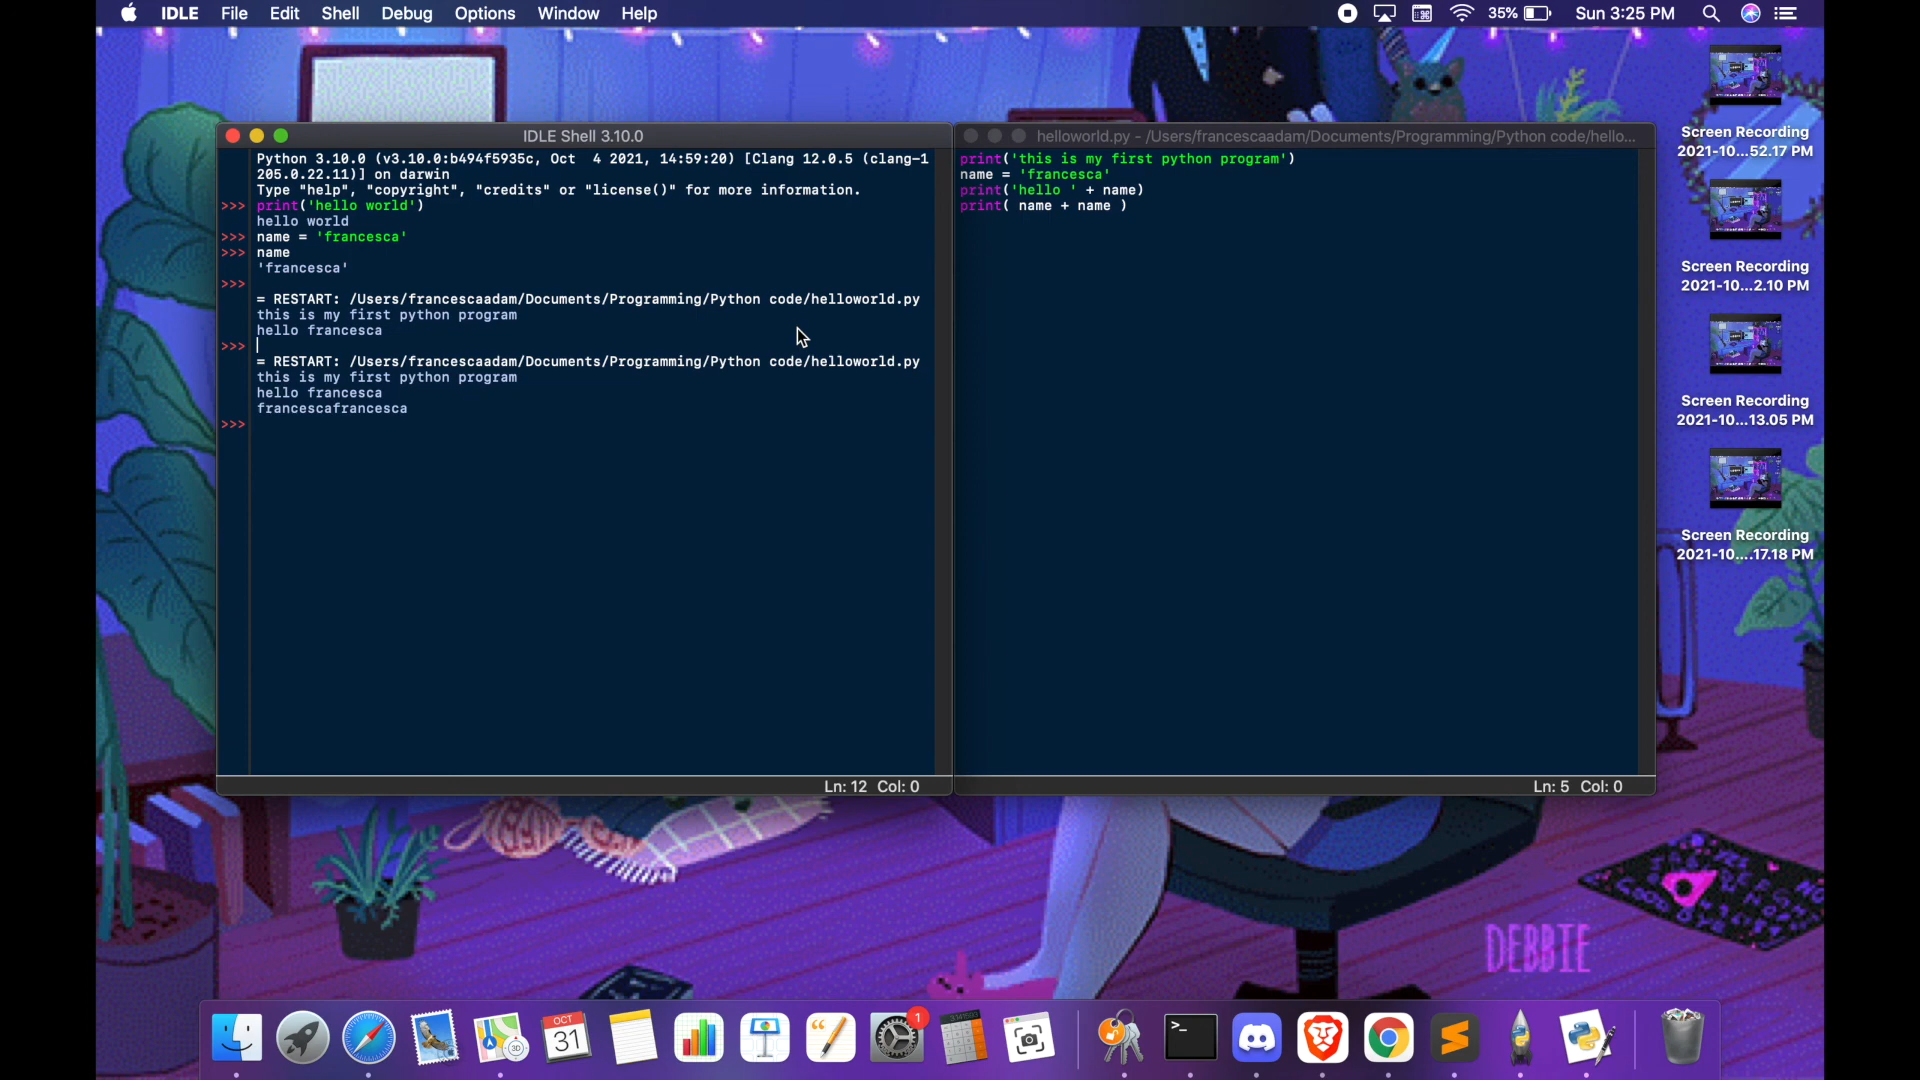 IDLE File Edit Shell Debug Options Window Help
35% Sun 3:25 PM
IDLE Shell 3.10.0
Python 3.10.0 (v3.10.0:b494f5935c, Oct  4 2021, 14:59:20) [Clang 12.0.5 (clang-1
205.0.22.11)] on darwin
Type "help", "copyright", "credits" or "license()" for more information.
>>> print('hello world')
hello world
>>> name = 'francesca'
>>> name
'francesca'
>>>
= RESTART: /Users/francescaadam/Documents/Programming/Python code/helloworld.py
this is my first python program
hello francesca
>>>
= RESTART: /Users/francescaadam/Documents/Programming/Python code/helloworld.py
this is my first python program
hello francesca
francescafrancesca
>>>
Ln: 12 Col: 0
helloworld.py - /Users/francescaadam/Documents/Programming/Python code/hello...
print('this is my first python program')
name = 'francesca'
print('hello ' + name)
print( name + name )
Ln: 5 Col: 0
Screen Recording
2021-10...52.17 PM
Screen Recording
2021-10...2.10 PM
Screen Recording
2021-10...13.05 PM
Screen Recording
2021-10....17.18 PM
DEBBIE
OCT
31
3D
1
>_